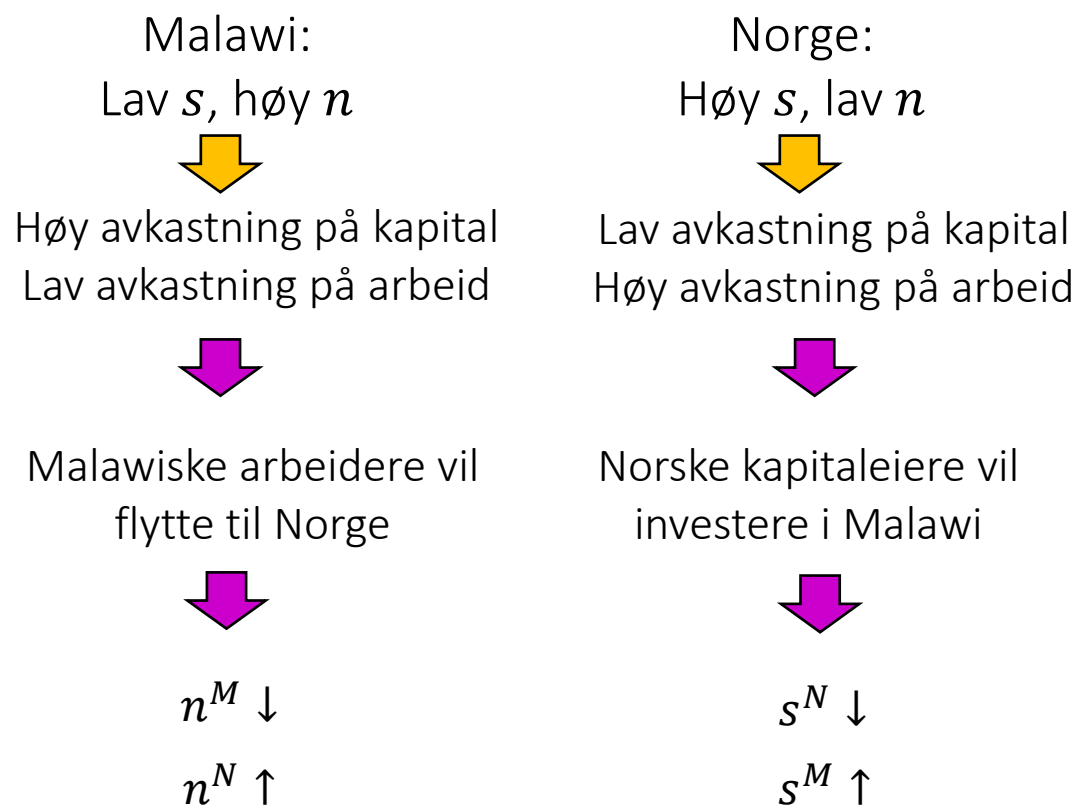 Malawi:
Lav s, høy n
Høy avkastning på kapital
Lav avkastning på arbeid
Malawiske arbeidere vil
flytte til Norge
n^M ↓
n^N ↑
Norge:
Høy s, lav n
Lav avkastning på kapital
Høy avkastning på arbeid
Norske kapitaleiere vil
investere i Malawi
s^N ↓
s^M ↑